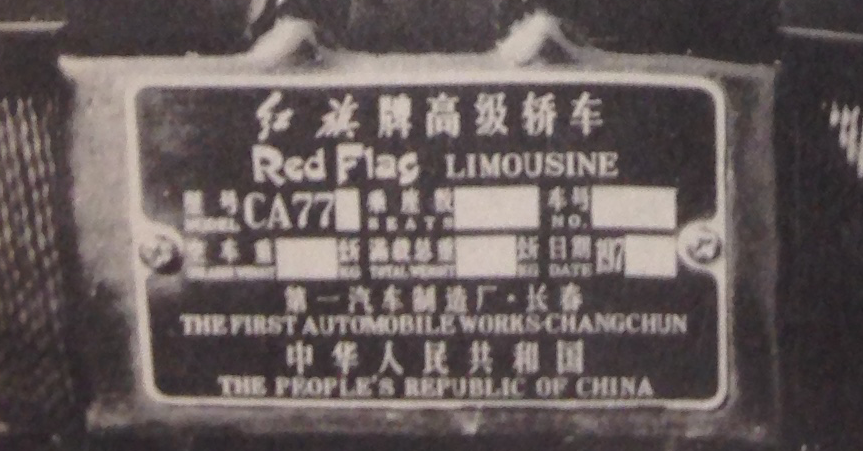 红旗牌高级轿车
Red Flag LIMOUSINE
型号 CA77 乘座数 车号
MODEL SEATS NO.
车重 公斤 满载总重 公斤 日期 197
WEIGHT KG TOTAL WEIGHT KG DATE
第一汽车制造厂·长春
THE FIRST AUTOMOBILE WORKS·CHANGCHUN
中华人民共和国
THE PEOPLE'S REPUBLIC OF CHINA